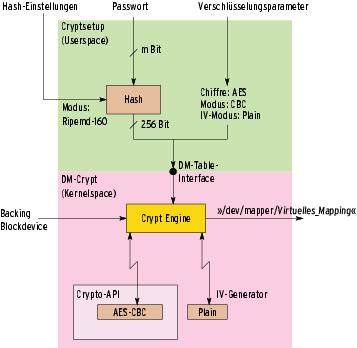 Hash-Einstellungen
Passwort
Verschlüsselungsparameter
Cryptsetup
(Userspace)
m Bit
Hash
Modus:
Ripemd-160
256 Bit
Chiffre: AES
Modus: CBC
IV-Modus: Plain
DM-Table-
Interface
DM-Crypt
(Kernelspace)
»/dev/mapper/Virtuelles_Mapping«
Backing
Blockdevice
Crypt Engine
Crypto-API
AES-CBC
IV-Generator
Plain